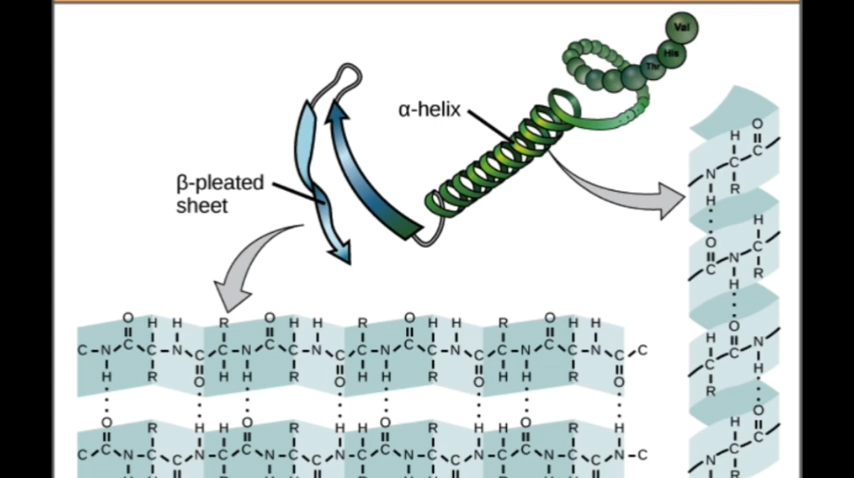 Val
His
Thr
α-helix
β-pleated
sheet
O H H R O H H R O H H R O H H
C N C C N C C N C C N C C N C C N C C N C C N C C
H R O H H R O H H R O H H R O
O R H H O R H H O R H H O R H
C C N C C N C C N C C N C C N C C N C C N C C N C
O
H
C
C
N
R
H
H
O
C
N
C
R
H
O
H
C
C
N
H
R
O
H
C
C
N
R